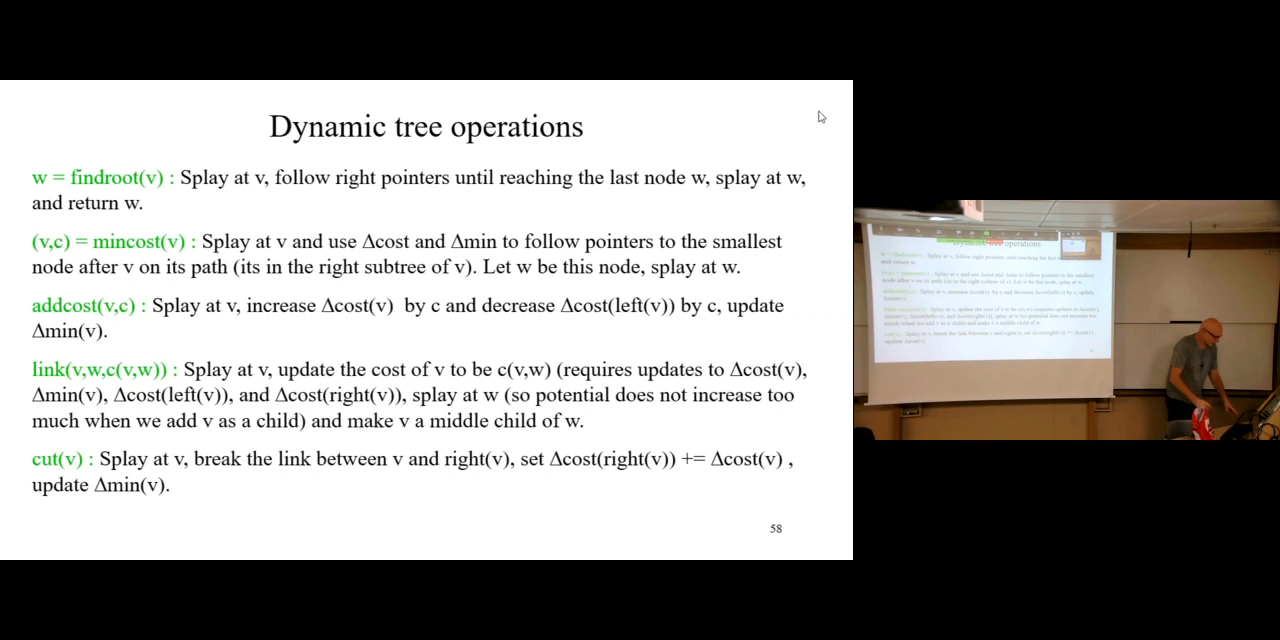 Dynamic tree operations
w = findroot(v) : Splay at v, follow right pointers until reaching the last node w, splay at w,
and return w.
(v,c) = mincost(v) : Splay at v and use Δcost and Δmin to follow pointers to the smallest
node after v on its path (its in the right subtree of v). Let w be this node, splay at w.
addcost(v,c) : Splay at v, increase Δcost(v) by c and decrease Δcost(left(v)) by c, update
Δmin(v).
link(v,w,c(v,w)) : Splay at v, update the cost of v to be c(v,w) (requires updates to Δcost(v),
Δmin(v), Δcost(left(v)), and Δcost(right(v)), splay at w (so potential does not increase too
much when we add v as a child) and make v a middle child of w.
cut(v) : Splay at v, break the link between v and right(v), set Δcost(right(v)) += Δcost(v) ,
update Δmin(v).
58